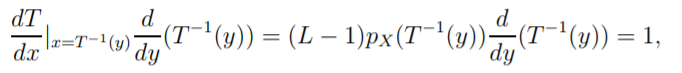 dT/dx |_{x=T^{-1}(y)} d/dy (T^{-1}(y)) = (L − 1)p_X(T^{-1}(y)) d/dy (T^{-1}(y)) = 1,